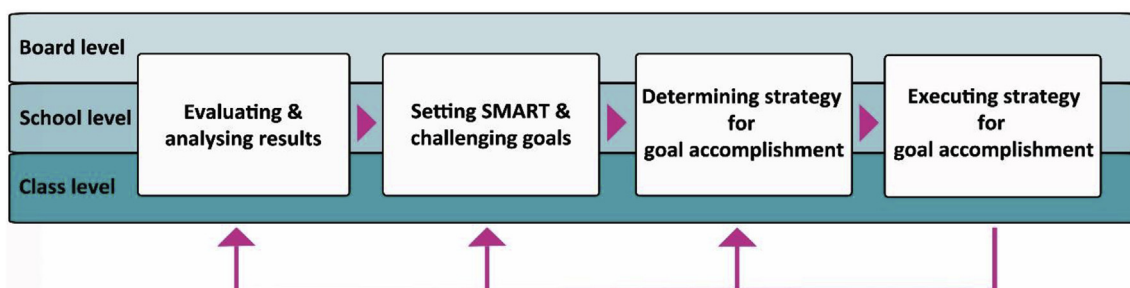 Board level
School level
Class level
Evaluating &
analysing results
Setting SMART &
challenging goals
Determining strategy
for
goal accomplishment
Executing strategy
for
goal accomplishment